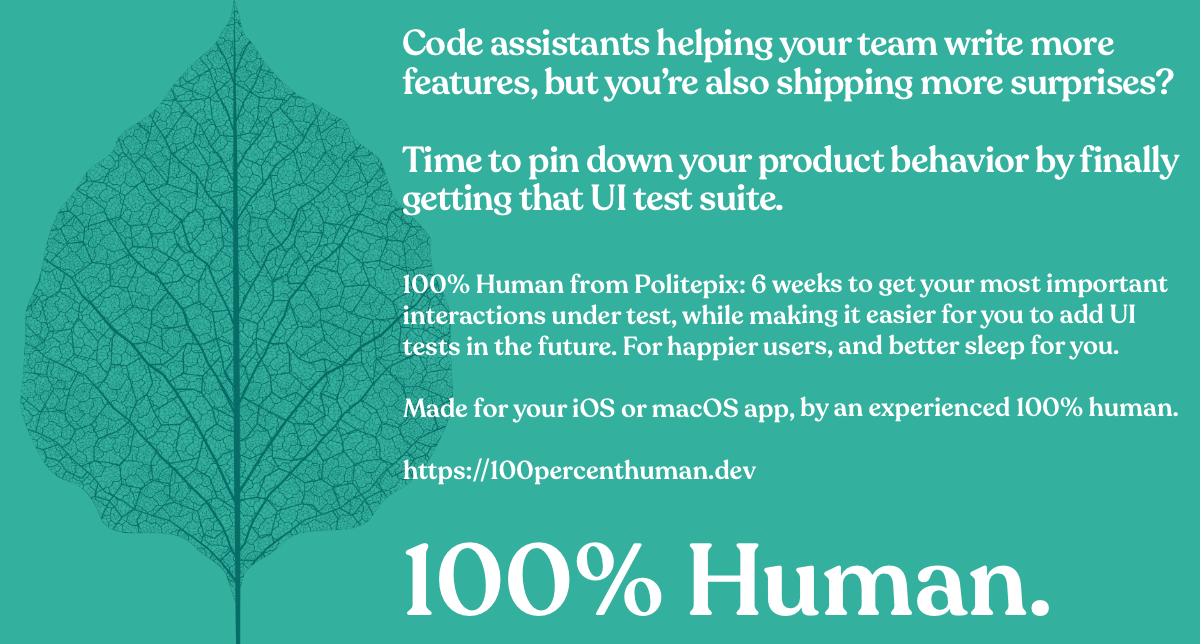 Code assistants helping your team write more
features, but you’re also shipping more surprises?
Time to pin down your product behavior by finally
getting that UI test suite.
100% Human from Politepix: 6 weeks to get your most important
interactions under test, while making it easier for you to add UI
tests in the future. For happier users, and better sleep for you.
Made for your iOS or macOS app, by an experienced 100% human.
https://100percenthuman.dev
100% Human.